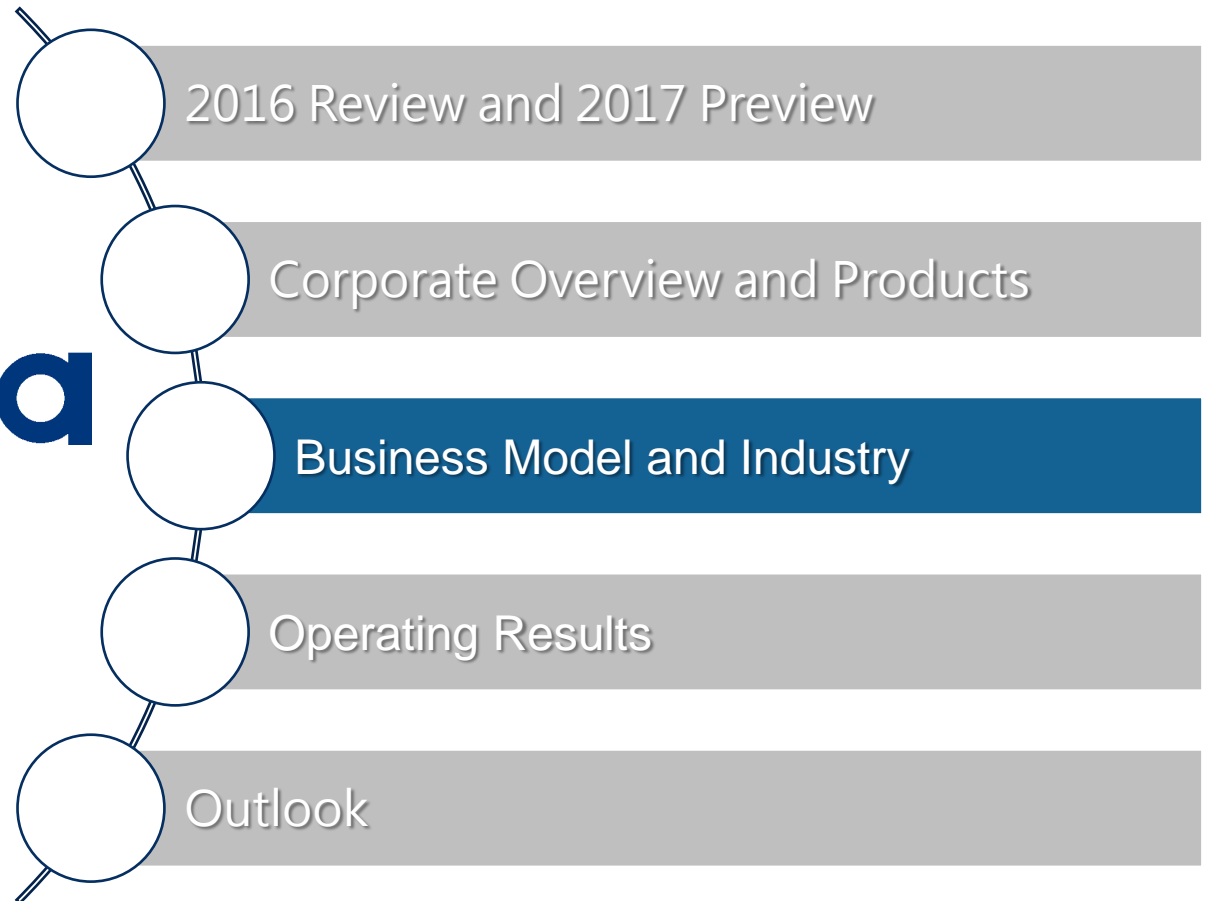 2016 Review and 2017 Preview
Corporate Overview and Products
a
Business Model and Industry
Operating Results
Outlook